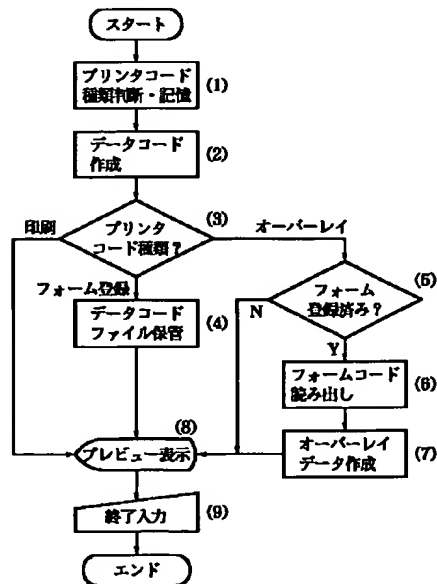 スタート
プリンタコード
種類判断・記憶
(1)
データコード
作成
(2)
プリンタ
コード種類?
(3)
印刷
オーバーレイ
フォーム登録
フォーム
登録済み?
(5)
N
Y
データコード
ファイル保管
(4)
フォームコード
読み出し
(6)
オーバーレイ
データ作成
(7)
(8)
プレビュー表示
終了入力
(9)
エンド